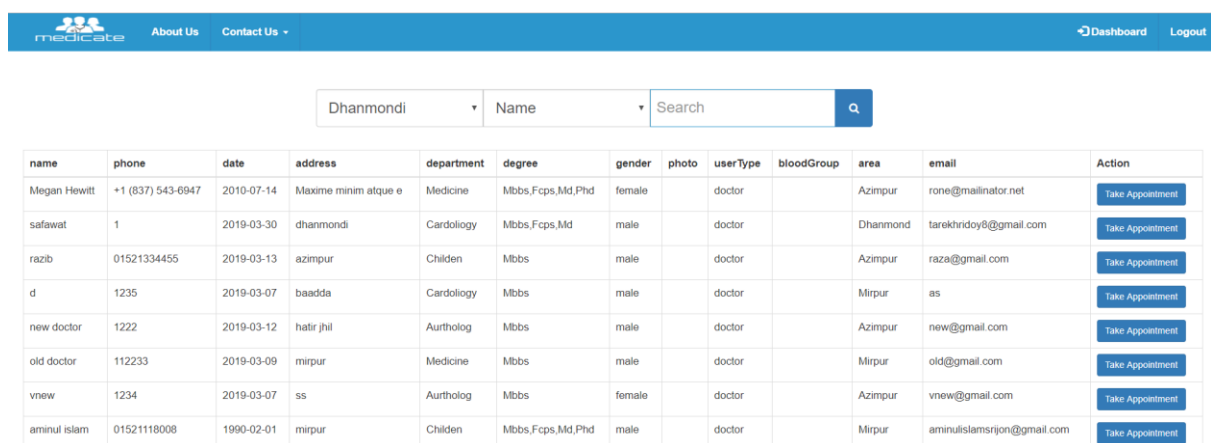 medicate About Us Contact Us Dashboard Logout
Dhanmondi Name Search
name phone date address department degree gender photo userType bloodGroup area email Action
Megan Hewitt +1 (837) 543-6947 2010-07-14 Maxime minim atque e Medicine Mbbs,Fcps,Md,Phd female doctor Azimpur rone@mailinator.net Take Appointment
safawat 1 2019-03-30 dhanmondi Cardoliogy Mbbs,Fcps,Md male doctor Dhanmond tarekhridoy8@gmail.com Take Appointment
razib 01521334455 2019-03-13 azimpur Childen Mbbs male doctor Azimpur raza@gmail.com Take Appointment
d 1235 2019-03-07 baadda Cardoliogy Mbbs male doctor Mirpur as Take Appointment
new doctor 1222 2019-03-12 hatir jhil Aurtholog Mbbs male doctor Azimpur new@gmail.com Take Appointment
old doctor 112233 2019-03-09 mirpur Medicine Mbbs male doctor Mirpur old@gmail.com Take Appointment
vnew 1234 2019-03-07 ss Aurtholog Mbbs female doctor Azimpur vnew@gmail.com Take Appointment
aminul islam 01521118008 1990-02-01 mirpur Childen Mbbs,Fcps,Md,Phd male doctor Mirpur aminulislamsrijon@gmail.com Take Appointment